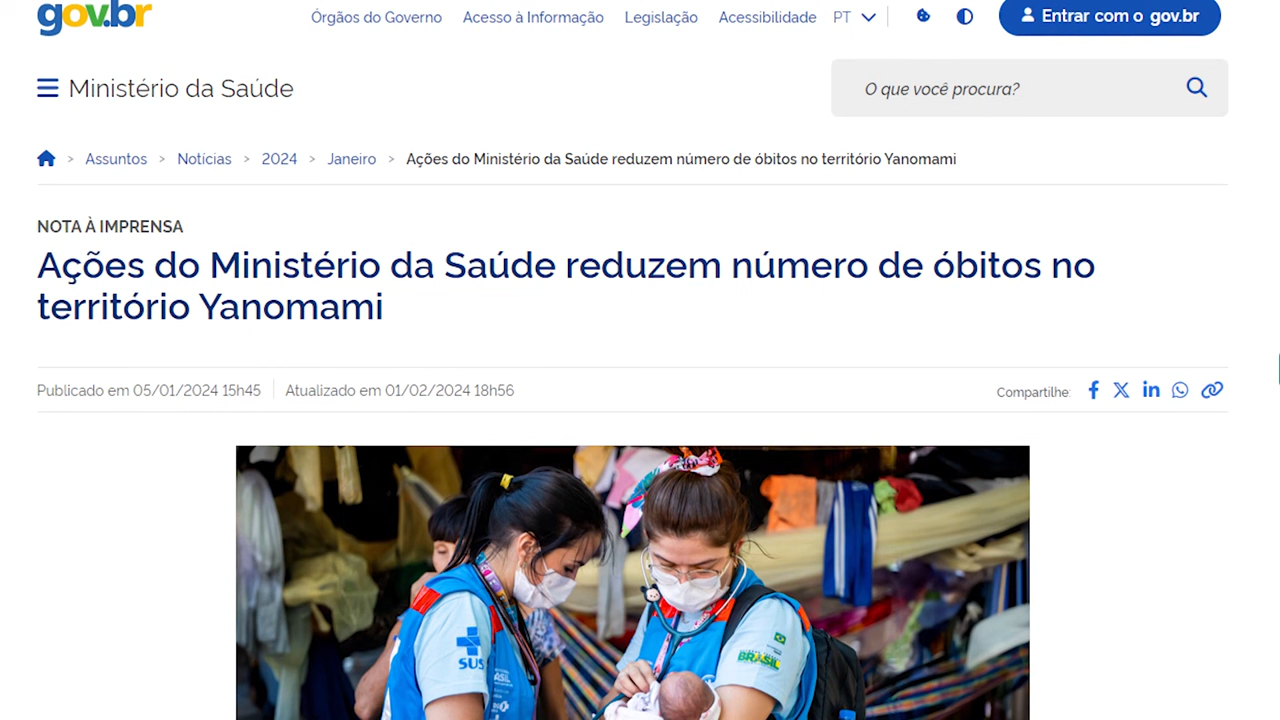 gov.br
Órgãos do Governo Acesso à Informação Legislação Acessibilidade PT
Entrar com o gov.br
Ministério da Saúde
O que você procura?
Assuntos > Notícias > 2024 > Janeiro > Ações do Ministério da Saúde reduzem número de óbitos no território Yanomami
NOTA À IMPRENSA
Ações do Ministério da Saúde reduzem número de óbitos no
território Yanomami
Publicado em 05/01/2024 15h45 Atualizado em 01/02/2024 18h56
Compartilhe:
SUS
BRASIL